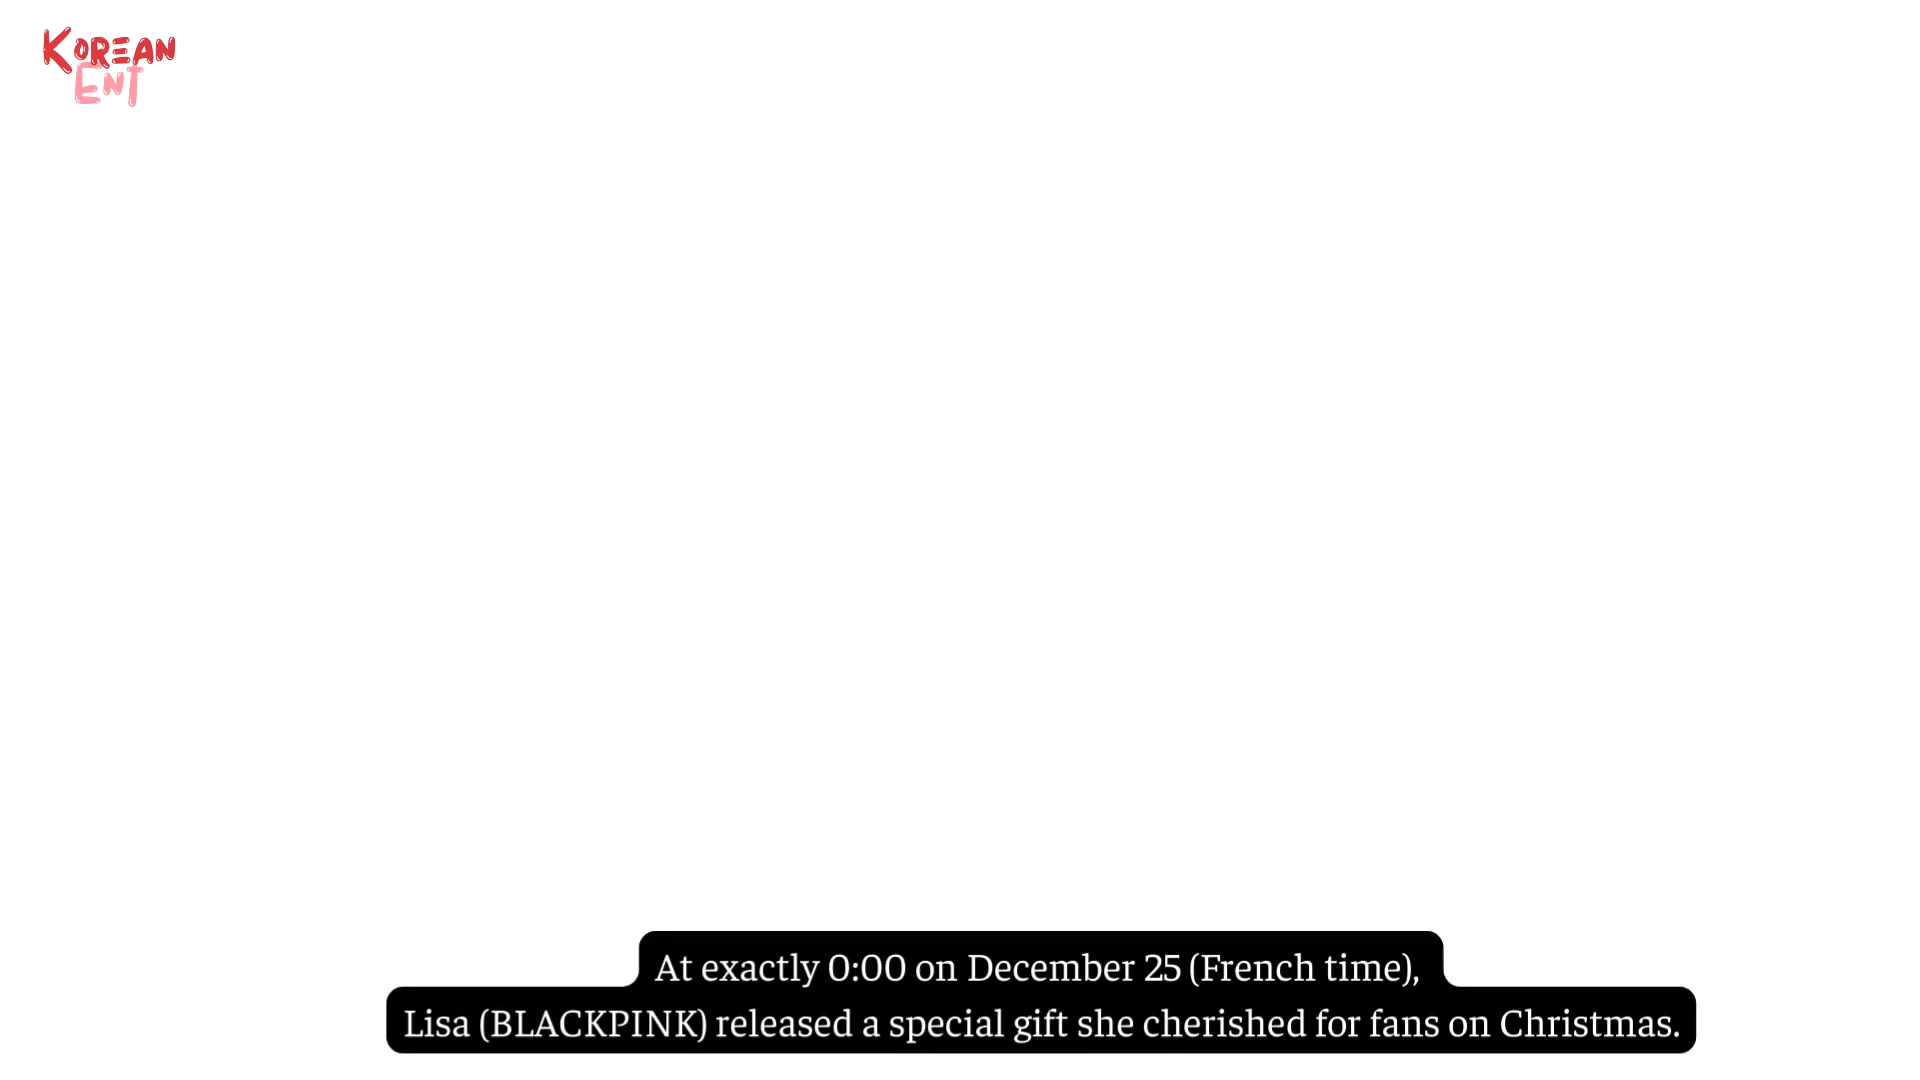 KOREAN
ENT
At exactly 0:00 on December 25 (French time),
Lisa (BLACKPINK) released a special gift she cherished for fans on Christmas.